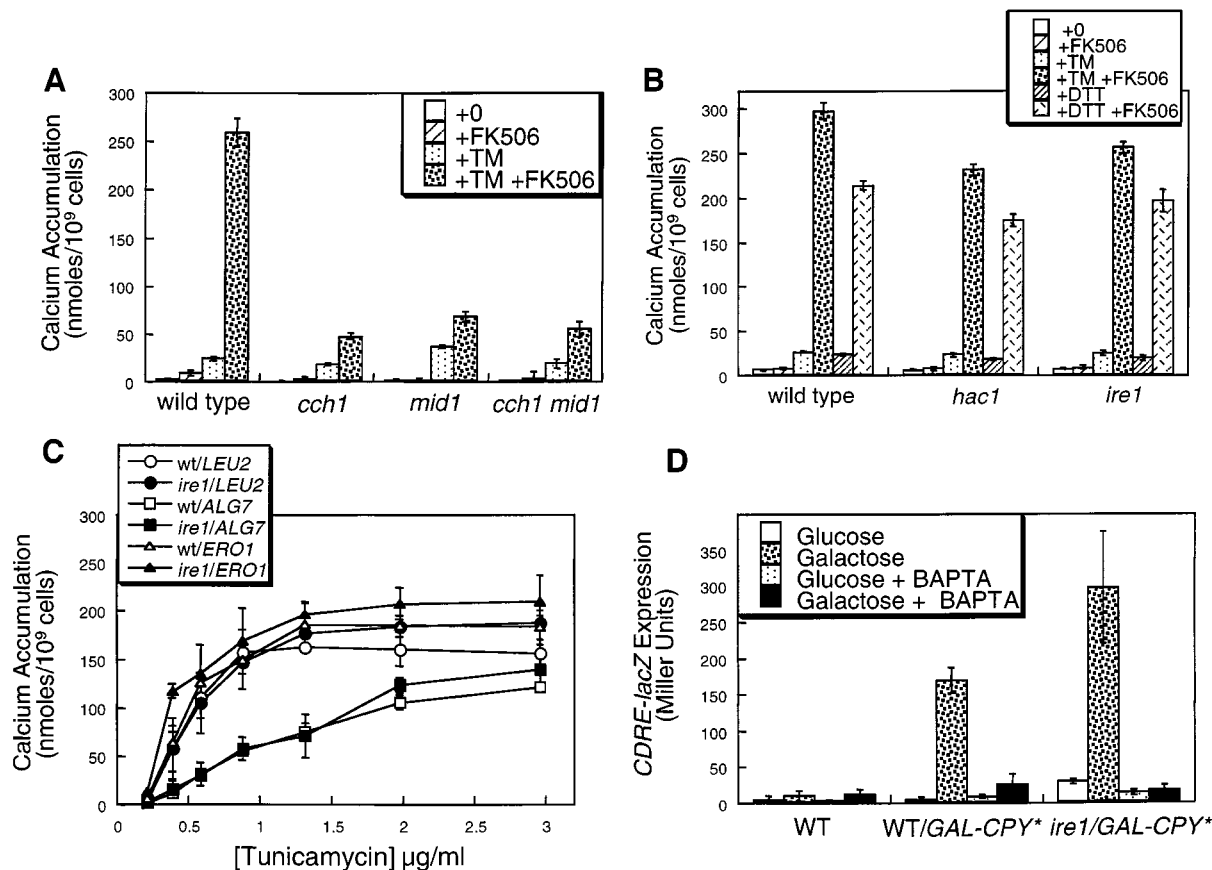 A
Calcium Accumulation
(nmoles/10⁹ cells)
300
250
200
150
100
50
0
+0
+FK506
+TM
+TM +FK506
wild type
cch1
mid1
cch1 mid1
B
Calcium Accumulation
(nmoles/10⁹ cells)
300
250
200
150
100
50
0
+0
+FK506
+TM
+TM +FK506
+DTT
+DTT +FK506
wild type
hac1
ire1
C
Calcium Accumulation
(nmoles/10⁹ cells)
wt/LEU2
ire1/LEU2
wt/ALG7
ire1/ALG7
wt/ERO1
ire1/ERO1
300
250
200
150
100
50
0
0 0.5 1 1.5 2 2.5 3
[Tunicamycin] µg/ml
D
CDRE-lacZ Expression
(Miller Units)
350
300
250
200
150
100
50
0
Glucose
Galactose
Glucose + BAPTA
Galactose + BAPTA
WT
WT/GAL-CPY*
ire1/GAL-CPY*